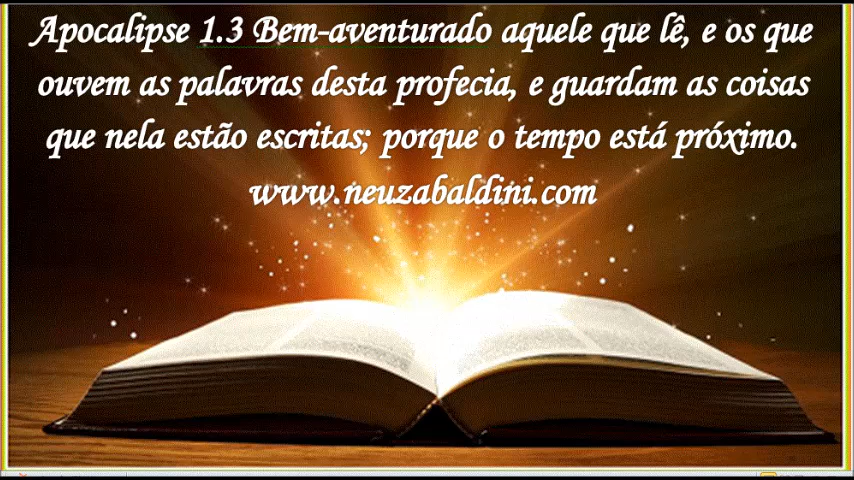 Apocalipse 1.3 Bem-aventurado aquele que lê, e os que
ouvem as palavras desta profecia, e guardam as coisas
que nela estão escritas; porque o tempo está próximo.
www.neuzabaldini.com